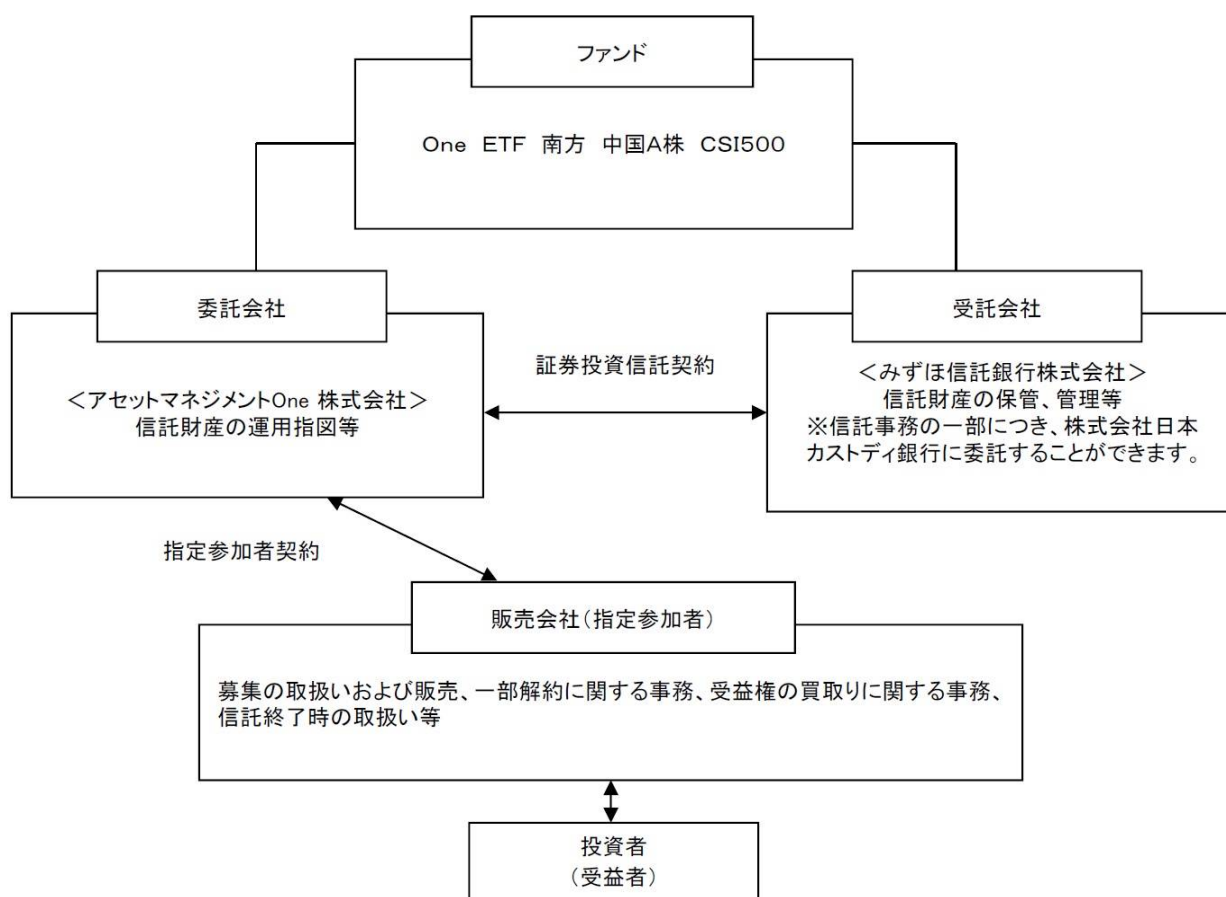 ファンド
One ETF 南方 中国A株 CSI500
委託会社
<アセットマネジメントOne 株式会社>
信託財産の運用指図等
証券投資信託契約
受託会社
<みずほ信託銀行株式会社>
信託財産の保管、管理等
※信託事務の一部につき、株式会社日本
カストディ銀行に委託することができます。
指定参加者契約
販売会社(指定参加者)
募集の取扱いおよび販売、一部解約に関する事務、受益権の買取りに関する事務、
信託終了時の取扱い等
投資者
(受益者)